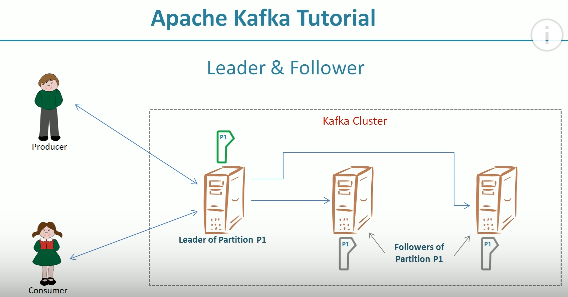 Apache Kafka Tutorial
i
Leader & Follower
Kafka Cluster
P1
Producer
Leader of Partition P1
P1
Followers of
Partition P1
P1
Consumer